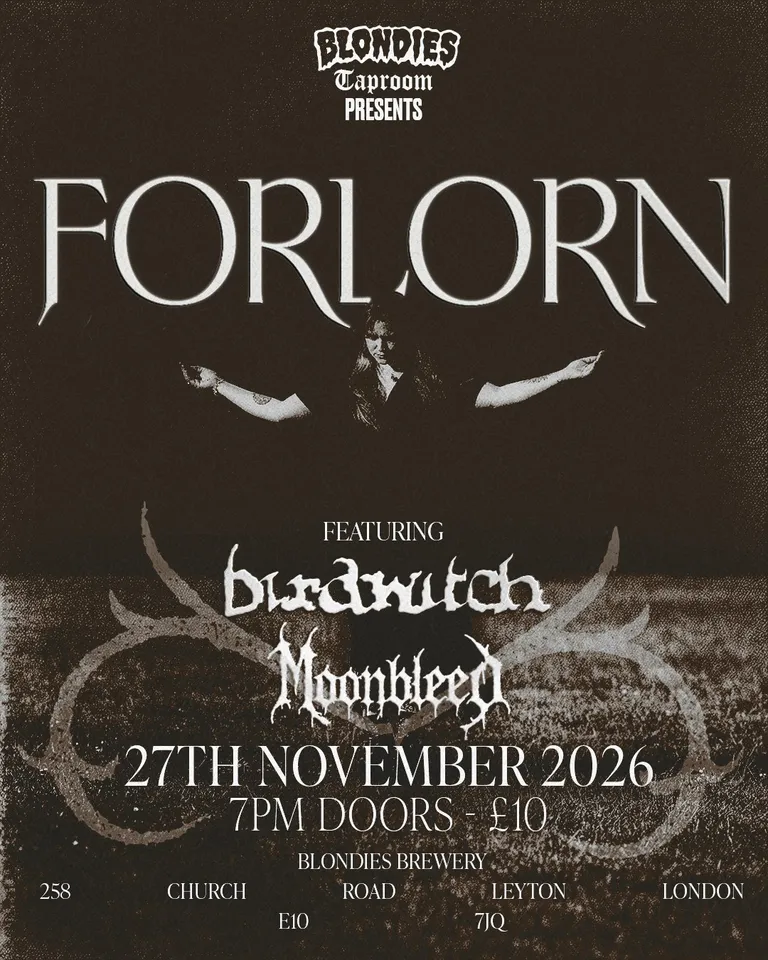 BLONDIES
Taproom
PRESENTS
FORLORN
FEATURING
birdwitch
Moonbleed
27TH NOVEMBER 2026
7PM DOORS - £10
BLONDIES BREWERY
258 CHURCH ROAD LEYTON LONDON
E10 7JQ